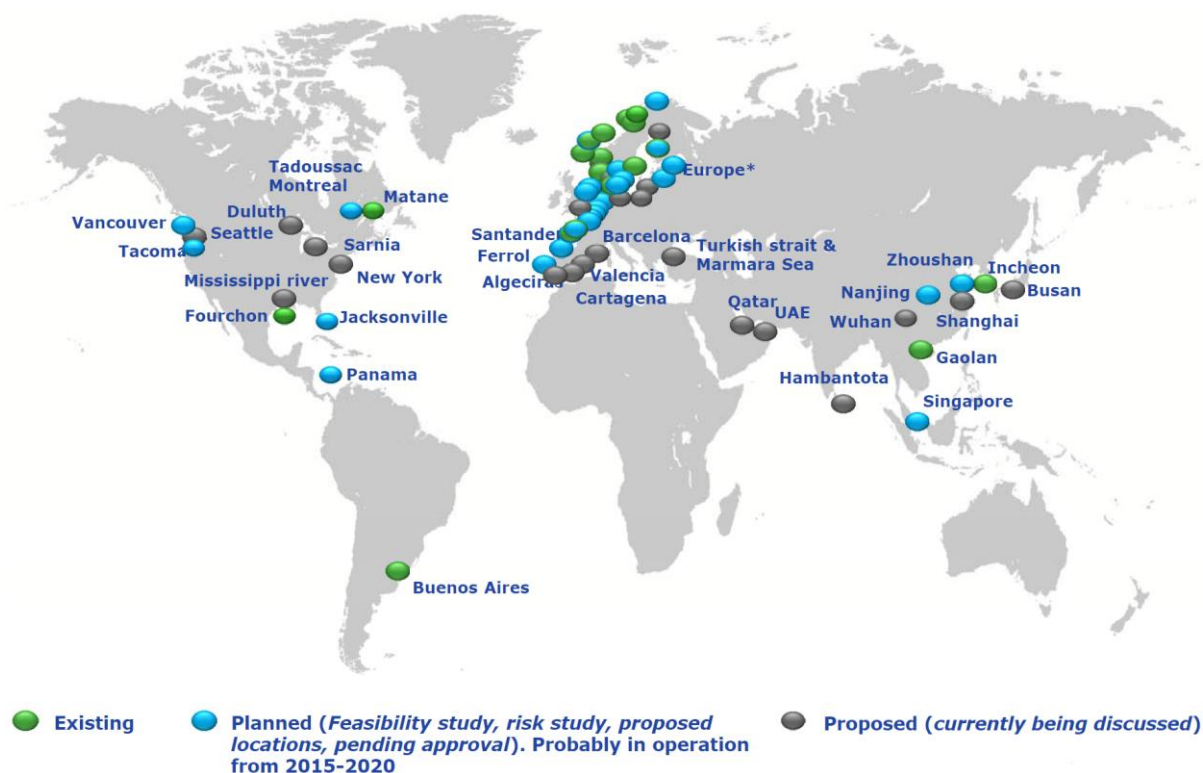 Tadoussac
Montreal
Matane
Vancouver
Duluth
Seattle
Tacoma
Sarnia
New York
Mississippi river
Fourchon
Jacksonville
Panama
Buenos Aires
Europe*
Santander
Ferrol
Algeciras
Barcelona
Valencia
Cartagena
Turkish strait &
Marmara Sea
Qatar
UAE
Hambantota
Zhoushan
Incheon
Nanjing
Busan
Wuhan
Shanghai
Gaolan
Singapore
Existing
Planned (Feasibility study, risk study, proposed
locations, pending approval). Probably in operation
from 2015-2020
Proposed (currently being discussed)